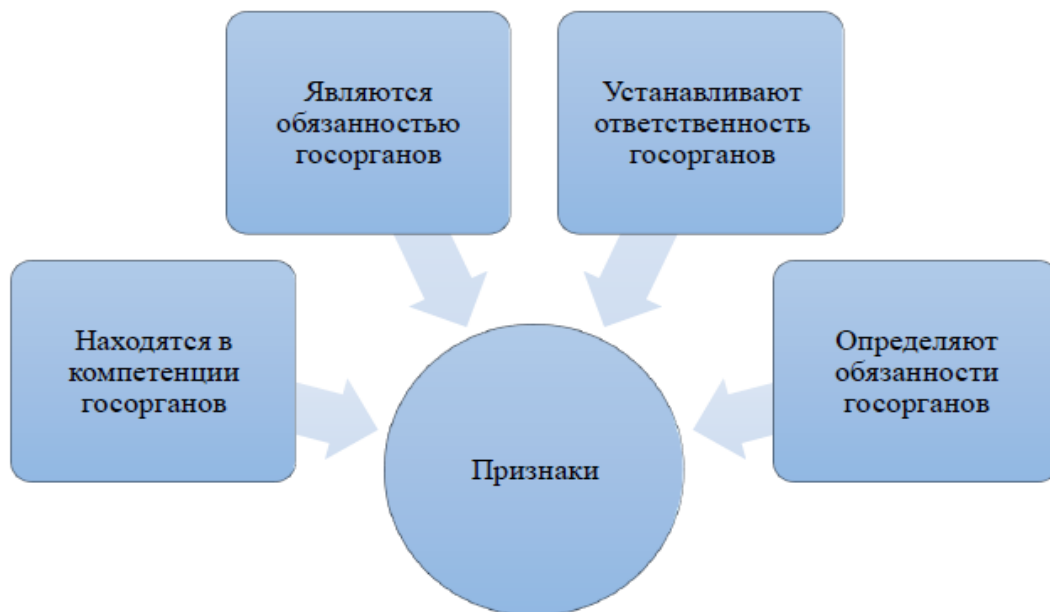 Являются
обязанностью
госорганов
Устанавливают
ответственность
госорганов
Находятся в
компетенции
госорганов
Определяют
обязанности
госорганов
Признаки